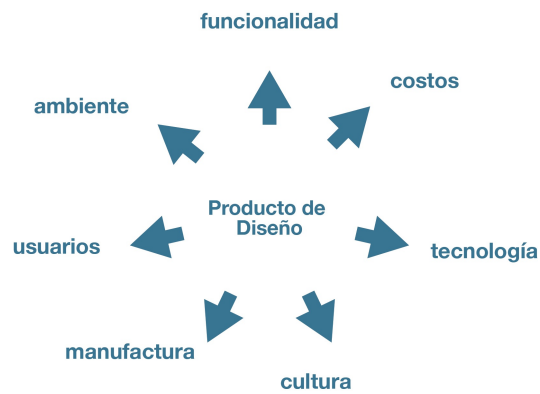 funcionalidad
costos
ambiente
Producto de
Diseño
usuarios
tecnología
manufactura
cultura